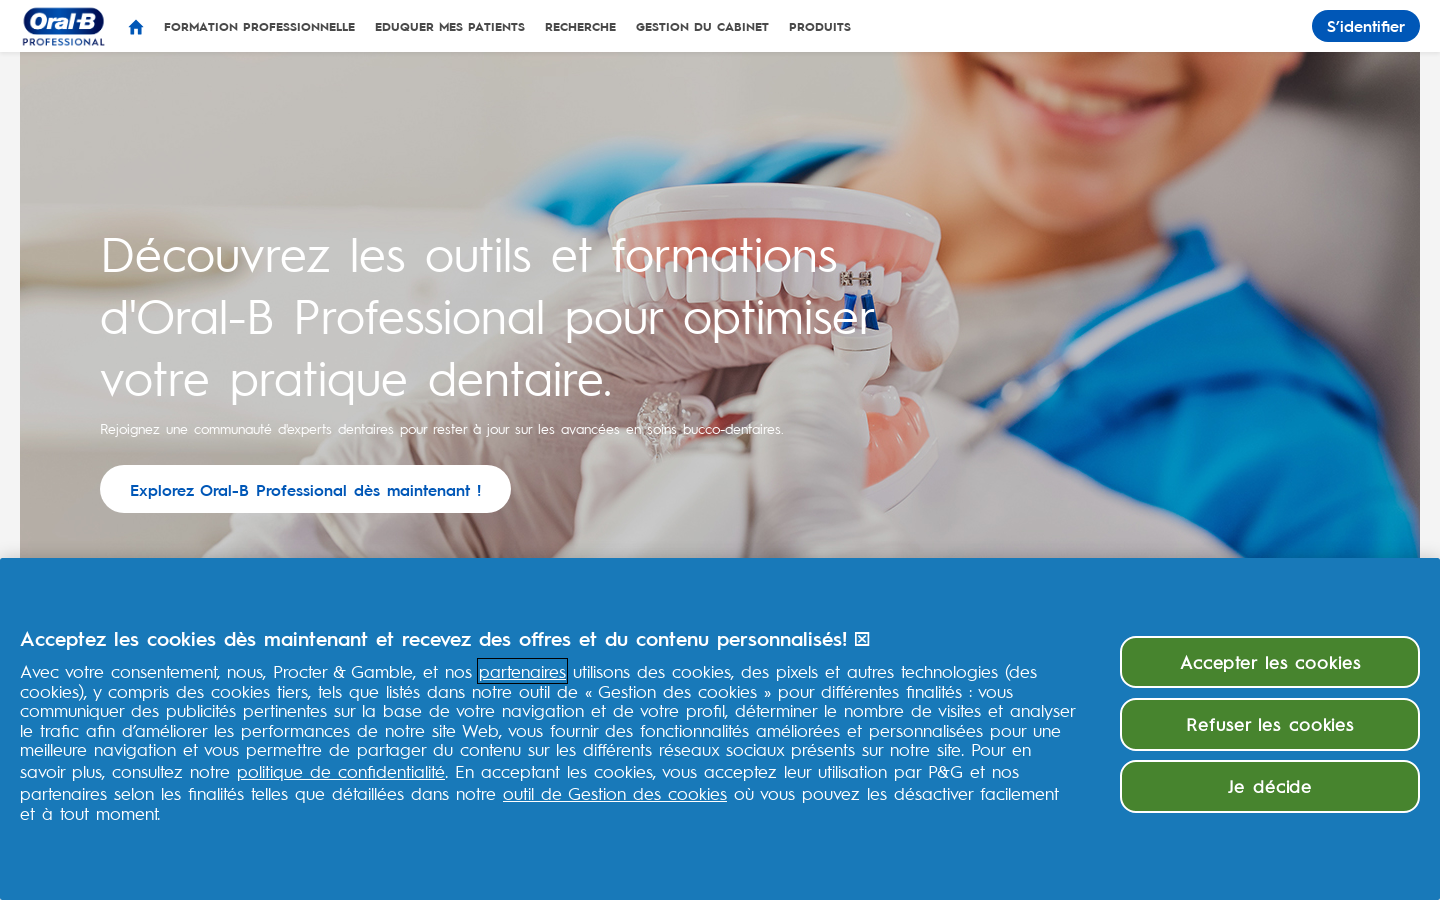 Oral-B
PROFESSIONAL
FORMATION PROFESSIONNELLE
EDUQUER MES PATIENTS
RECHERCHE
GESTION DU CABINET
PRODUITS
S’identifier
Découvrez les outils et formations
d'Oral-B Professional pour optimiser
votre pratique dentaire.
Rejoignez une communauté d'experts dentaires pour rester à jour sur les avancées en soins bucco-dentaires.
Explorez Oral-B Professional dès maintenant !
Acceptez les cookies dès maintenant et recevez des offres et du contenu personnalisés!
Avec votre consentement, nous, Procter & Gamble, et nos partenaires utilisons des cookies, des pixels et autres technologies (des
cookies), y compris des cookies tiers, tels que listés dans notre outil de « Gestion des cookies » pour différentes finalités : vous
communiquer des publicités pertinentes sur la base de votre navigation et de votre profil, déterminer le nombre de visites et analyser
le trafic afin d’améliorer les performances de notre site Web, vous fournir des fonctionnalités améliorées et personnalisées pour une
meilleure navigation et vous permettre de partager du contenu sur les différents réseaux sociaux présents sur notre site. Pour en
savoir plus, consultez notre politique de confidentialité. En acceptant les cookies, vous acceptez leur utilisation par P&G et nos
partenaires selon les finalités telles que détaillées dans notre outil de Gestion des cookies où vous pouvez les désactiver facilement
et à tout moment.
Accepter les cookies
Refuser les cookies
Je décide